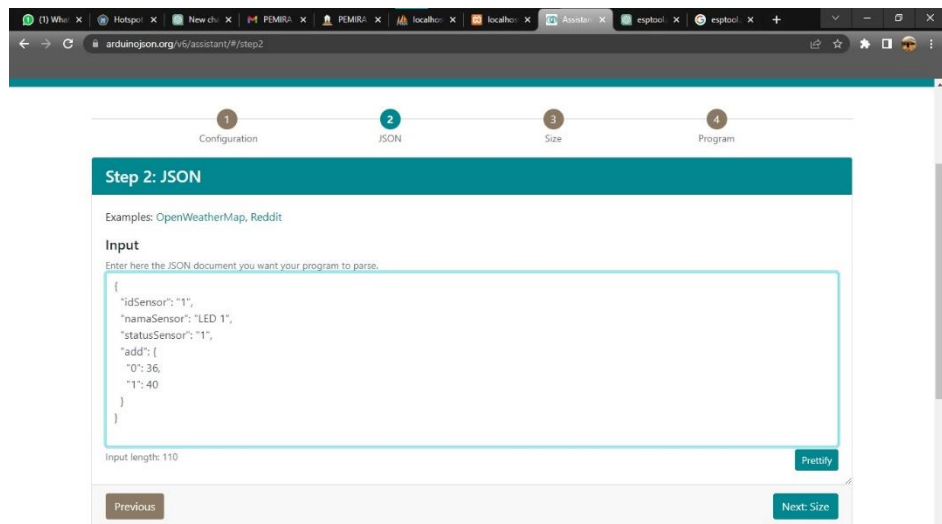 (1) What
Hotspot
New cha
PEMIRA
PEMIRA
localhos
localhos
Assistan
esptool.
esptool.
arduinojson.org/v6/assistant/#/step2
1
2
3
4
Configuration
JSON
Size
Program
Step 2: JSON
Examples: OpenWeatherMap, Reddit
Input
Enter here the JSON document you want your program to parse.
{
"idSensor": "1",
"namaSensor": "LED 1",
"statusSensor": "1",
"add": {
"0": 36,
"1": 40
}
}
Input length: 110
Prettify
Previous
Next: Size